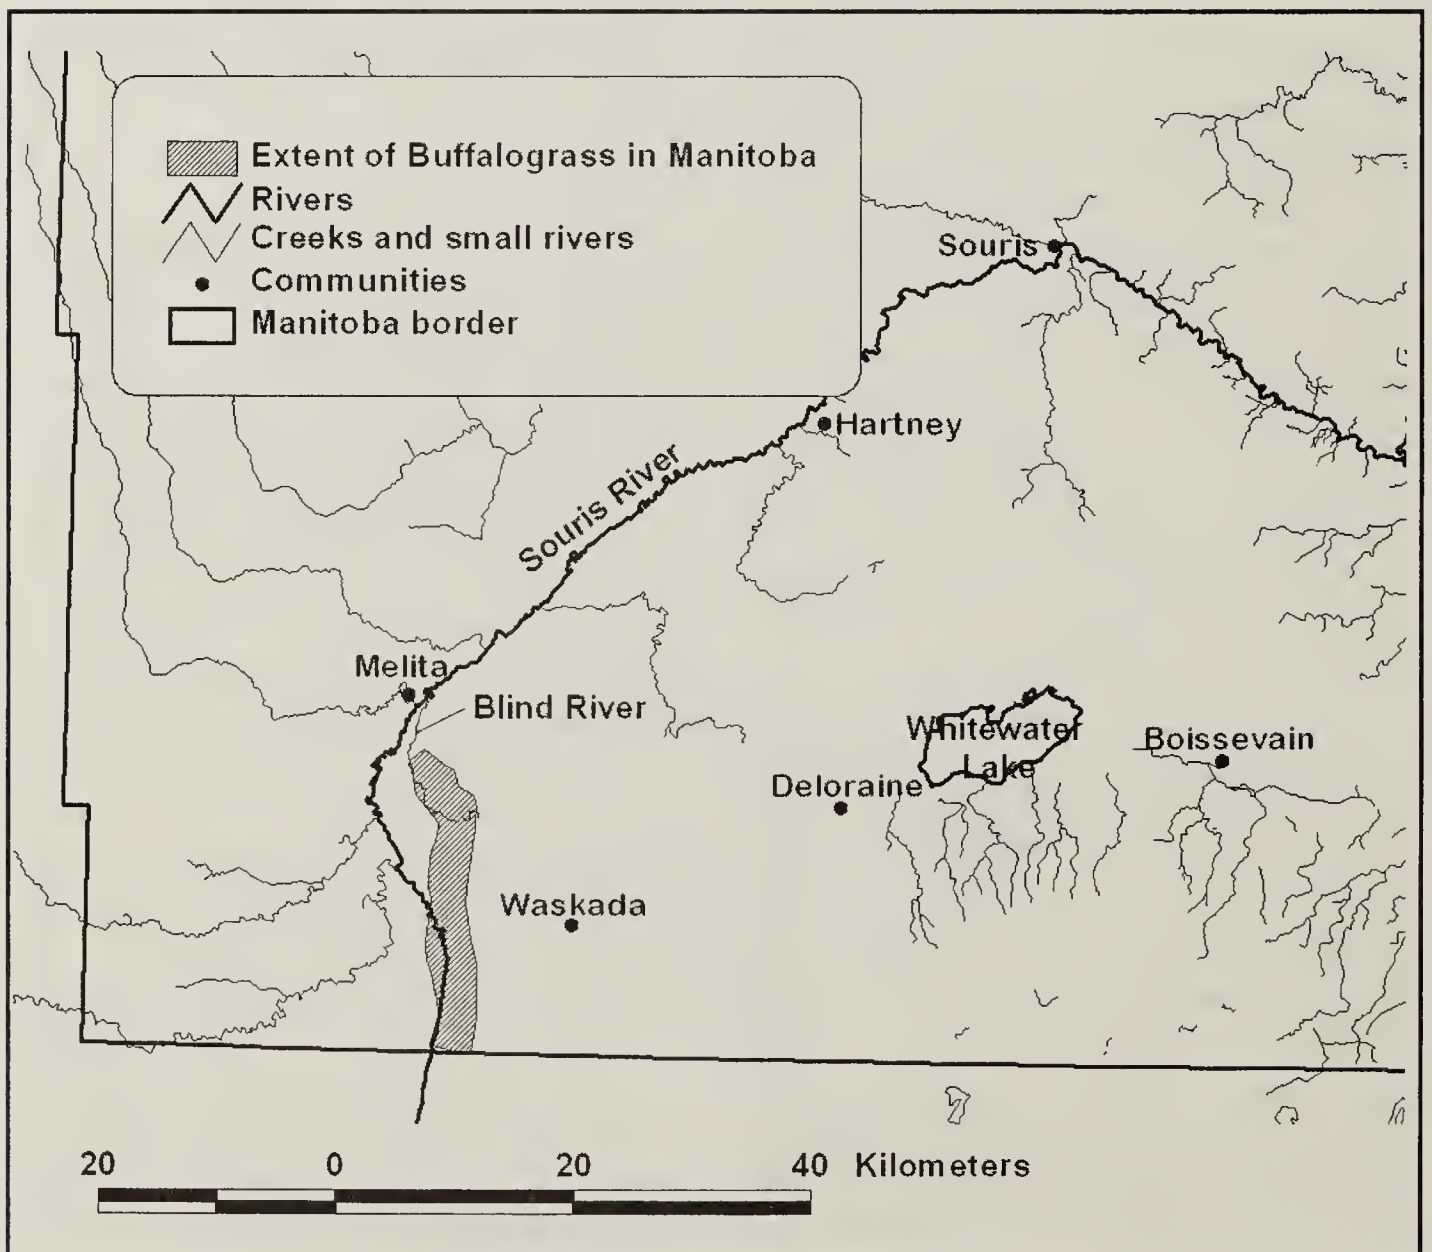 Extent of Buffalograss in Manitoba
Rivers
Creeks and small rivers
Communities
Manitoba border
Souris
Hartney
Souris River
Melita
Blind River
Whitewater
Lake
Boissevain
Deloraine
Waskada
20 0 20 40 Kilometers